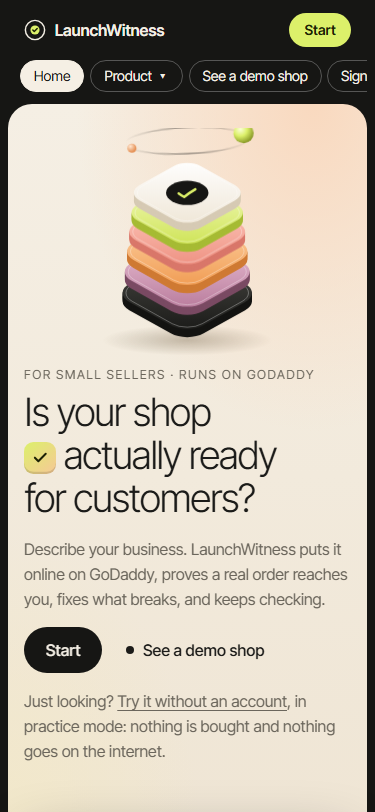 LaunchWitness
Start
Home
Product
See a demo shop
Sign
FOR SMALL SELLERS · RUNS ON GODADDY
Is your shop
actually ready
for customers?
Describe your business. LaunchWitness puts it
online on GoDaddy, proves a real order reaches
you, fixes what breaks, and keeps checking.
Start
See a demo shop
Just looking? Try it without an account, in
practice mode: nothing is bought and nothing
goes on the internet.